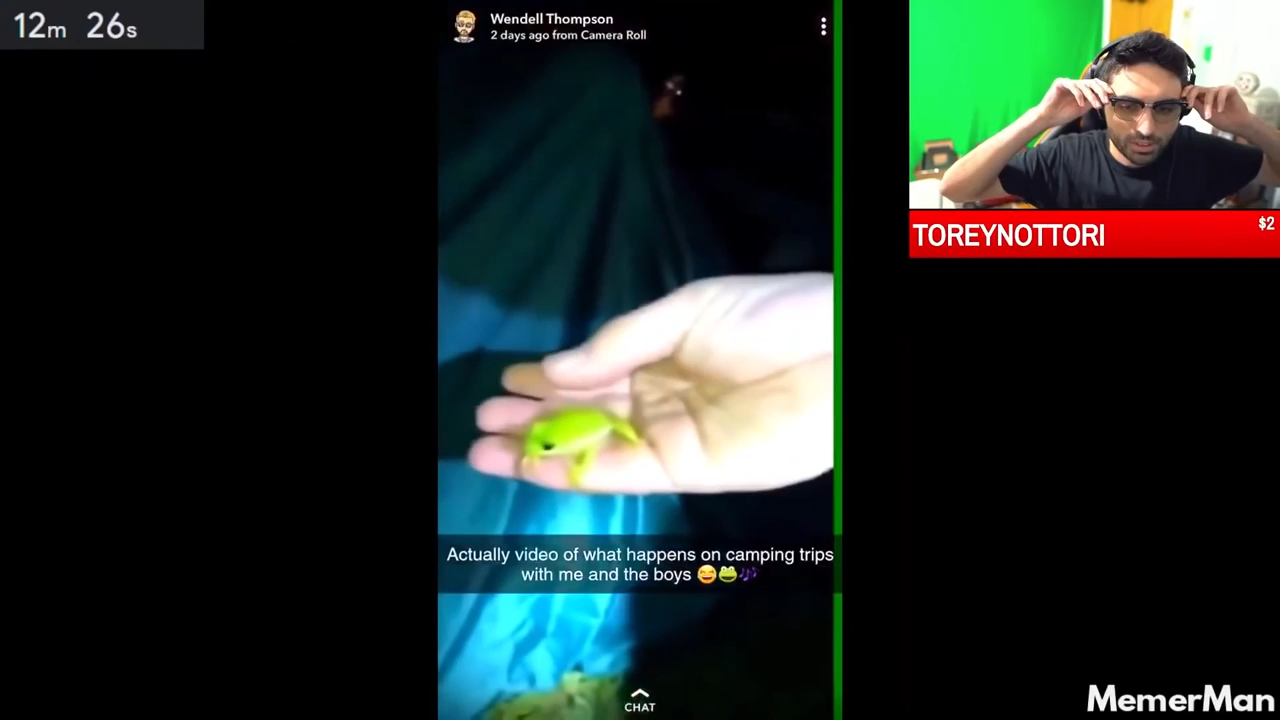 12m 26s
Wendell Thompson
2 days ago from Camera Roll
TOREYNOTTORI
$2
Actually video of what happens on camping trips
with me and the boys 😂🐸🎶
CHAT
MemerMan